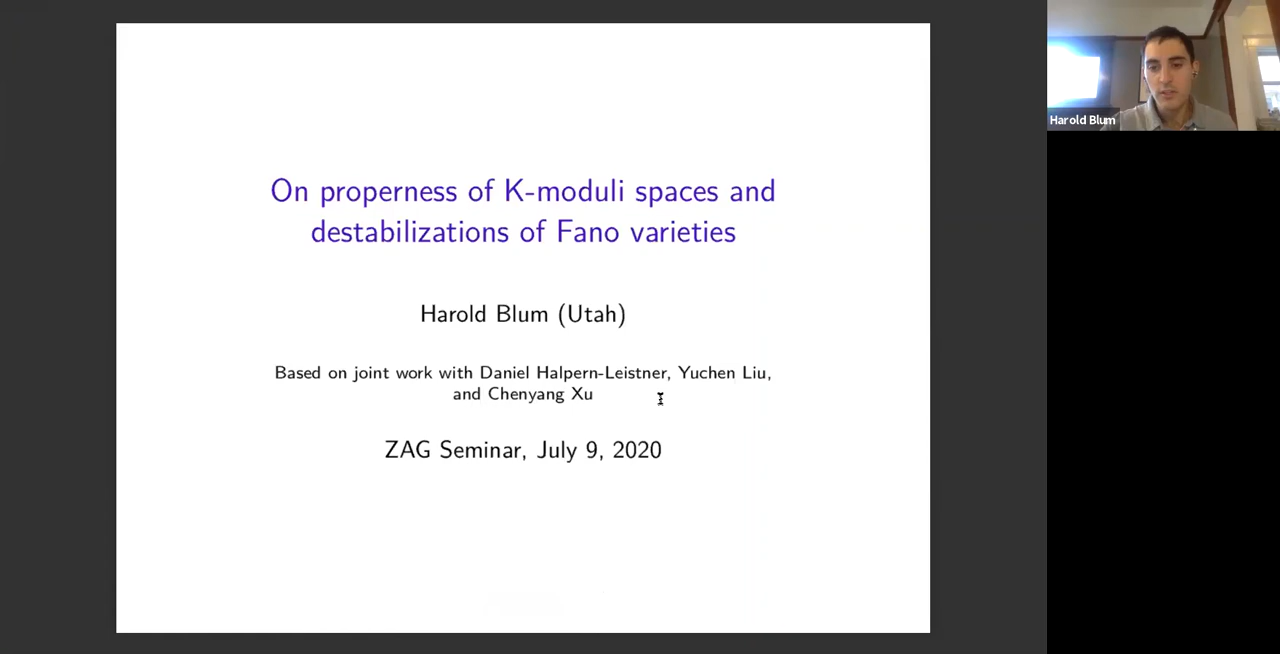 On properness of K-moduli spaces and
destabilizations of Fano varieties
Harold Blum (Utah)
Based on joint work with Daniel Halpern-Leistner, Yuchen Liu,
and Chenyang Xu
ZAG Seminar, July 9, 2020
Harold Blum